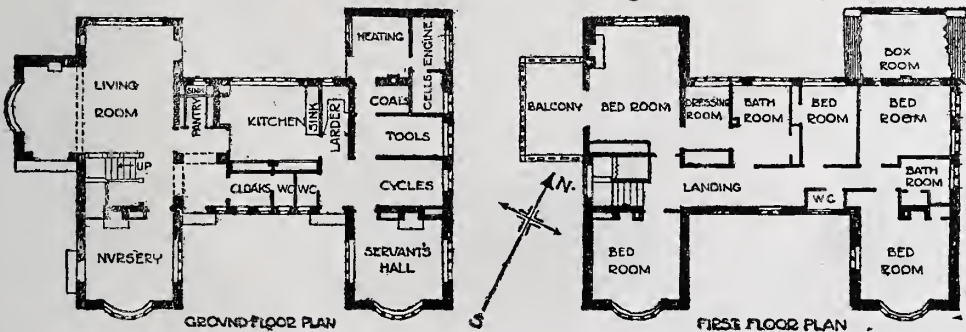 LIVING
ROOM
UP
NVRSERY
SINK
PANTRY
KITCHEN
SINK
LARDER
CLOAKS
WC
WC
HEATING
ENGINE
CELLS
COALS
TOOLS
CYCLES
SERVANT'S
HALL
GROVND FLOOR PLAN
N.
S
BALCONY
BED ROOM
DRESSING
ROOM
BATH
ROOM
BED
ROOM
BOX
ROOM
BED
ROOM
BATH
ROOM
LANDING
WC
BED
ROOM
BED
ROOM
FIRST FLOOR PLAN